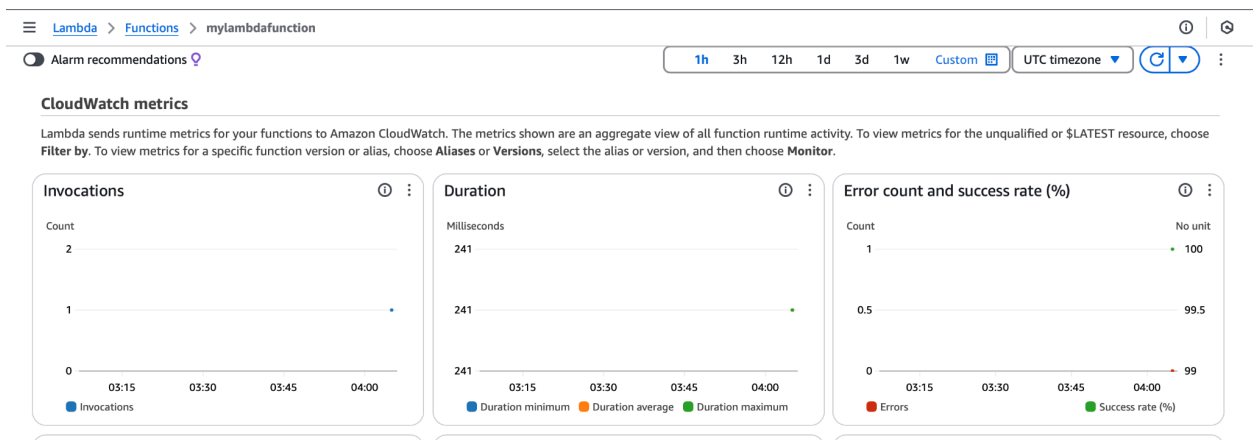 Lambda > Functions > mylambdafunction
Alarm recommendations
1h 3h 12h 1d 3d 1w Custom UTC timezone
CloudWatch metrics
Lambda sends runtime metrics for your functions to Amazon CloudWatch. The metrics shown are an aggregate view of all function runtime activity. To view metrics for the unqualified or $LATEST resource, choose
Filter by. To view metrics for a specific function version or alias, choose Aliases or Versions, select the alias or version, and then choose Monitor.
Invocations
Count
2
1
0
03:15 03:30 03:45 04:00
Invocations
Duration
Milliseconds
241
241
241
03:15 03:30 03:45 04:00
Duration minimum Duration average Duration maximum
Error count and success rate (%)
Count No unit
1 100
0.5 99.5
0 99
03:15 03:30 03:45 04:00
Errors Success rate (%)